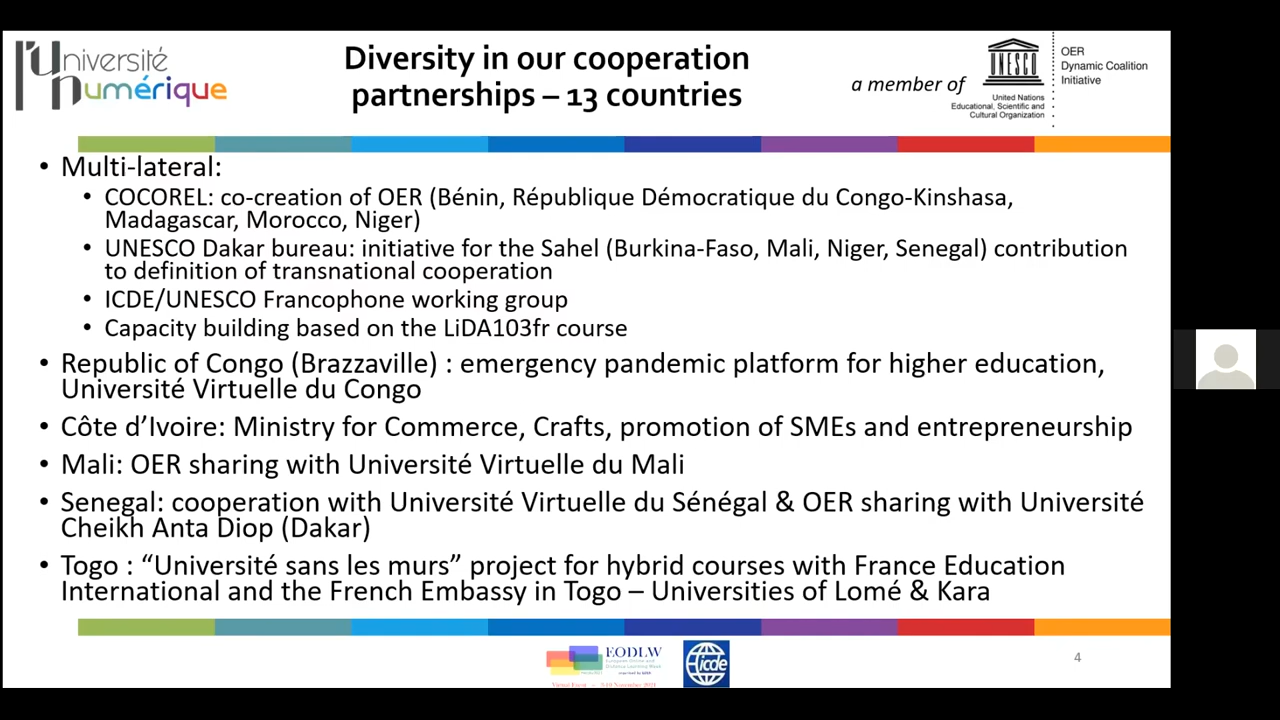 l'Université
numérique
Diversity in our cooperation
partnerships – 13 countries
a member of
UNESCO
United Nations
Educational, Scientific and
Cultural Organization
OER
Dynamic Coalition
Initiative
• Multi-lateral:
• COCOREL: co-creation of OER (Bénin, République Démocratique du Congo-Kinshasa,
Madagascar, Morocco, Niger)
• UNESCO Dakar bureau: initiative for the Sahel (Burkina-Faso, Mali, Niger, Senegal) contribution
to definition of transnational cooperation
• ICDE/UNESCO Francophone working group
• Capacity building based on the LiDA103fr course
• Republic of Congo (Brazzaville) : emergency pandemic platform for higher education,
Université Virtuelle du Congo
• Côte d’Ivoire: Ministry for Commerce, Crafts, promotion of SMEs and entrepreneurship
• Mali: OER sharing with Université Virtuelle du Mali
• Senegal: cooperation with Université Virtuelle du Sénégal & OER sharing with Université
Cheikh Anta Diop (Dakar)
• Togo : “Université sans les murs” project for hybrid courses with France Education
International and the French Embassy in Togo – Universities of Lomé & Kara
EODLW
European Online and
Distance Learning Week
icde
4